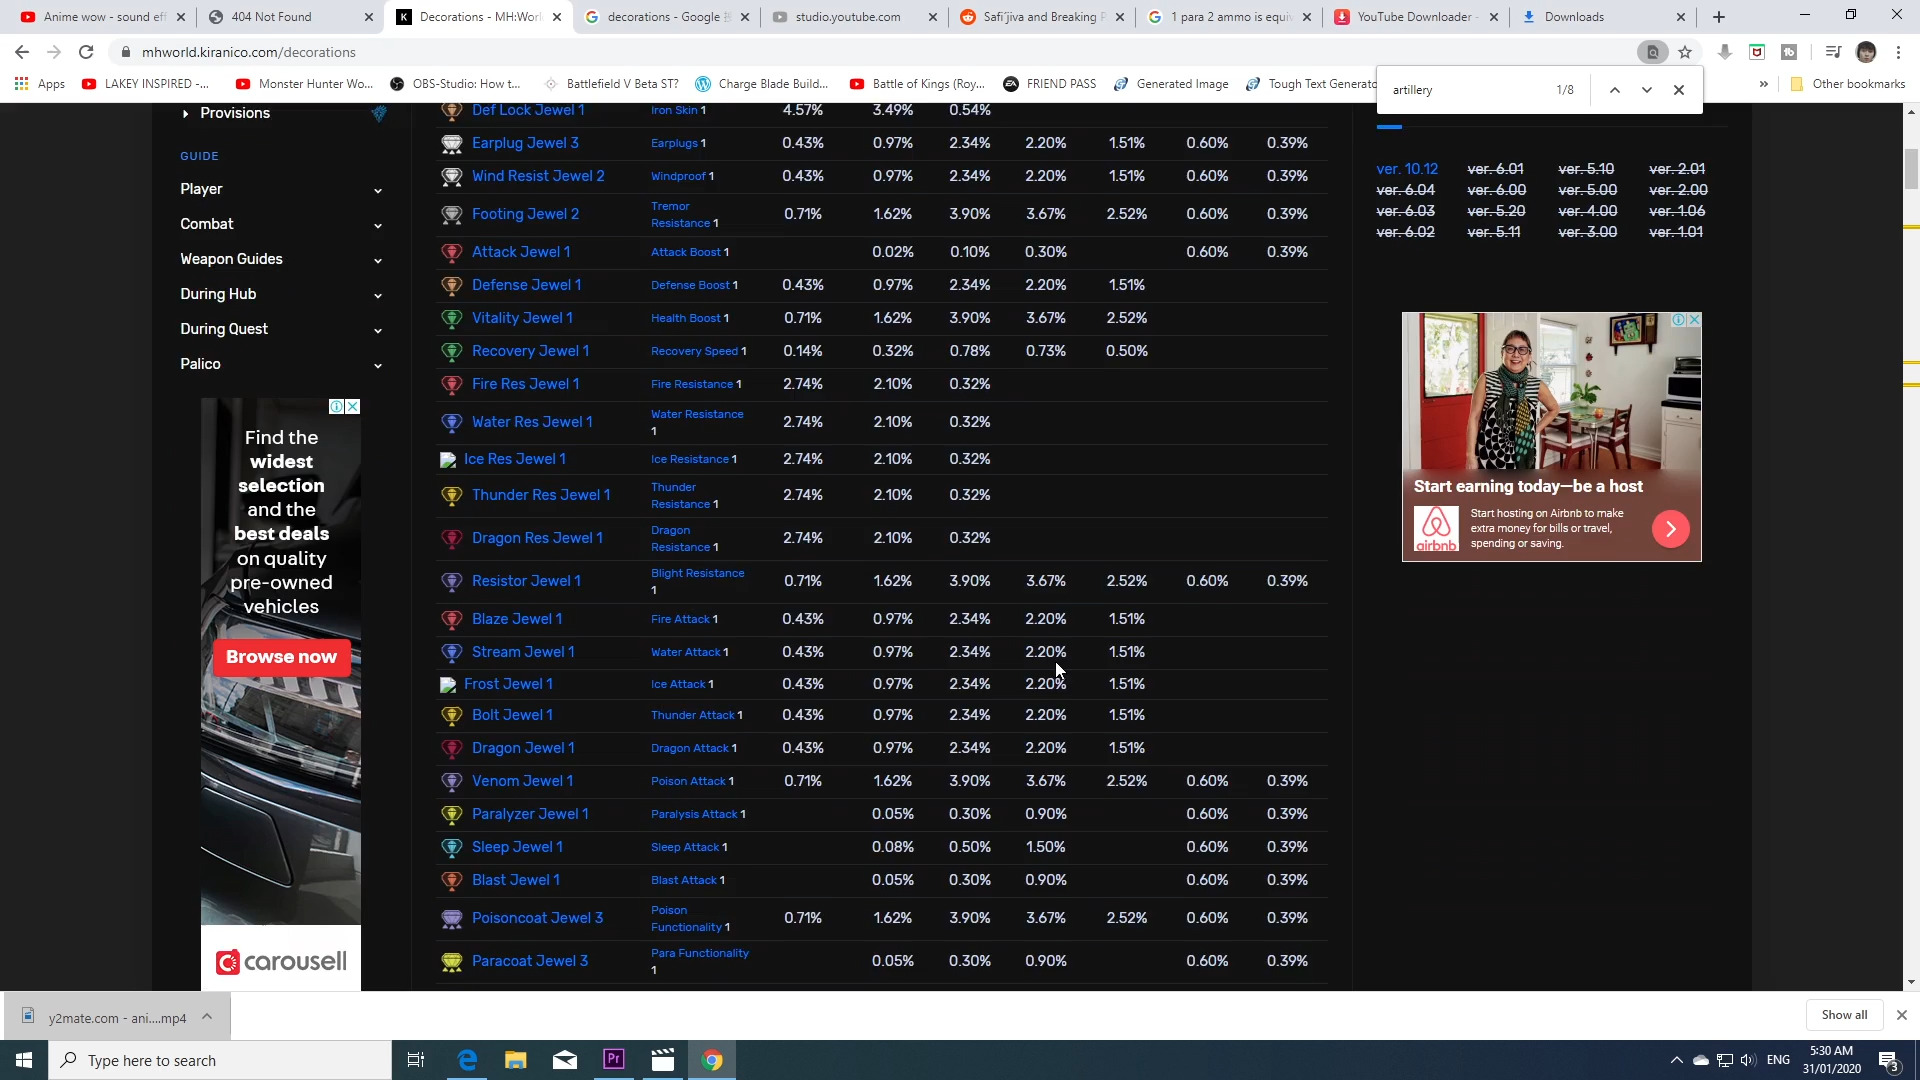 Anime wow - sound eff
404 Not Found
Decorations - MH:Worl
decorations - Google
studio.youtube.com
Safi'jiva and Breaking P
1 para 2 ammo is equi
YouTube Downloader -
Downloads
mhworld.kiranico.com/decorations
Apps
LAKEY INSPIRED -...
Monster Hunter Wo...
OBS-Studio: How t...
Battlefield V Beta ST?
Charge Blade Build...
Battle of Kings (Roy...
FRIEND PASS
Generated Image
Tough Text Generato
Other bookmarks
artillery 1/8
Provisions
GUIDE
Player
Combat
Weapon Guides
During Hub
During Quest
Palico
Find the
widest
selection
and the
best deals
on quality
pre-owned
vehicles
Browse now
carousell
Def Lock Jewel 1 Iron Skin 1 4.57% 3.49% 0.54%
Earplug Jewel 3 Earplugs 1 0.43% 0.97% 2.34% 2.20% 1.51% 0.60% 0.39%
Wind Resist Jewel 2 Windproof 1 0.43% 0.97% 2.34% 2.20% 1.51% 0.60% 0.39%
Footing Jewel 2 Tremor Resistance 1 0.71% 1.62% 3.90% 3.67% 2.52% 0.60% 0.39%
Attack Jewel 1 Attack Boost 1 0.02% 0.10% 0.30% 0.60% 0.39%
Defense Jewel 1 Defense Boost 1 0.43% 0.97% 2.34% 2.20% 1.51%
Vitality Jewel 1 Health Boost 1 0.71% 1.62% 3.90% 3.67% 2.52%
Recovery Jewel 1 Recovery Speed 1 0.14% 0.32% 0.78% 0.73% 0.50%
Fire Res Jewel 1 Fire Resistance 1 2.74% 2.10% 0.32%
Water Res Jewel 1 Water Resistance 1 2.74% 2.10% 0.32%
Ice Res Jewel 1 Ice Resistance 1 2.74% 2.10% 0.32%
Thunder Res Jewel 1 Thunder Resistance 1 2.74% 2.10% 0.32%
Dragon Res Jewel 1 Dragon Resistance 1 2.74% 2.10% 0.32%
Resistor Jewel 1 Blight Resistance 1 0.71% 1.62% 3.90% 3.67% 2.52% 0.60% 0.39%
Blaze Jewel 1 Fire Attack 1 0.43% 0.97% 2.34% 2.20% 1.51%
Stream Jewel 1 Water Attack 1 0.43% 0.97% 2.34% 2.20% 1.51%
Frost Jewel 1 Ice Attack 1 0.43% 0.97% 2.34% 2.20% 1.51%
Bolt Jewel 1 Thunder Attack 1 0.43% 0.97% 2.34% 2.20% 1.51%
Dragon Jewel 1 Dragon Attack 1 0.43% 0.97% 2.34% 2.20% 1.51%
Venom Jewel 1 Poison Attack 1 0.71% 1.62% 3.90% 3.67% 2.52% 0.60% 0.39%
Paralyzer Jewel 1 Paralysis Attack 1 0.05% 0.30% 0.90% 0.60% 0.39%
Sleep Jewel 1 Sleep Attack 1 0.08% 0.50% 1.50% 0.60% 0.39%
Blast Jewel 1 Blast Attack 1 0.05% 0.30% 0.90% 0.60% 0.39%
Poisoncoat Jewel 3 Poison Functionality 1 0.71% 1.62% 3.90% 3.67% 2.52% 0.60% 0.39%
Paracoat Jewel 3 Para Functionality 1 0.05% 0.30% 0.90% 0.60% 0.39%
ver. 10.12 ver. 6.01 ver. 5.10 ver. 2.01
ver. 6.04 ver. 6.00 ver. 5.00 ver. 2.00
ver. 6.03 ver. 5.20 ver. 4.00 ver. 1.06
ver. 6.02 ver. 5.11 ver. 3.00 ver. 1.01
Start earning today—be a host
airbnb
Start hosting on Airbnb to make
extra money for bills or travel,
spending or saving.
y2mate.com - ani....mp4
Show all
Type here to search
Pr
ENG
5:30 AM
31/01/2020
3